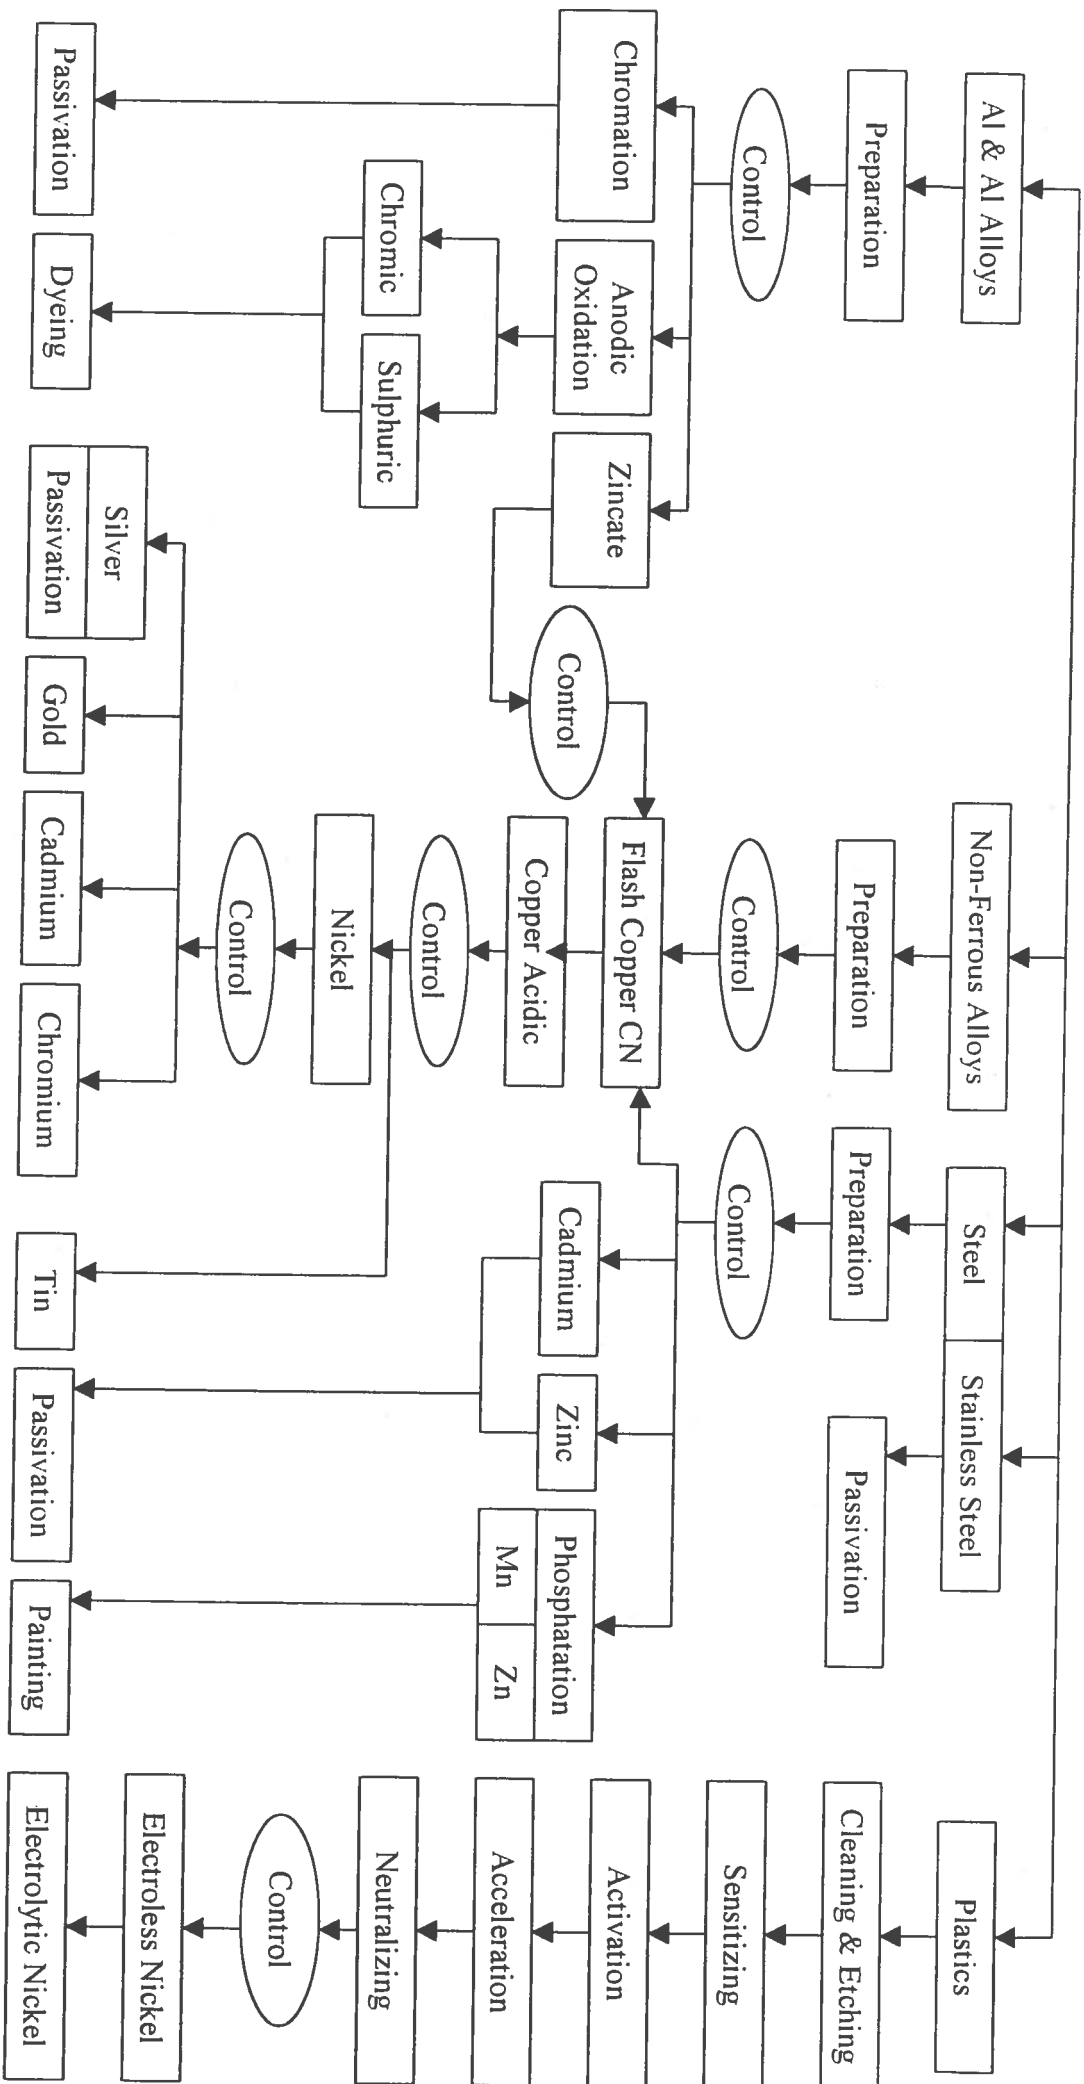 Al & Al Alloys
Non-Ferrous Alloys
Steel
Stainless Steel
Plastics
Preparation
Preparation
Preparation
Passivation
Cleaning & Etching
Control
Control
Control
Sensitizing
Chromation
Anodic
Oxidation
Zincate
Control
Flash Copper CN
Cadmium
Zinc
Phosphatation
Mn
Zn
Activation
Chromic
Sulphuric
Copper Acidic
Control
Acceleration
Nickel
Neutralizing
Control
Control
Electroless Nickel
Passivation
Dyeing
Silver
Passivation
Gold
Cadmium
Chromium
Tin
Passivation
Painting
Electrolytic Nickel